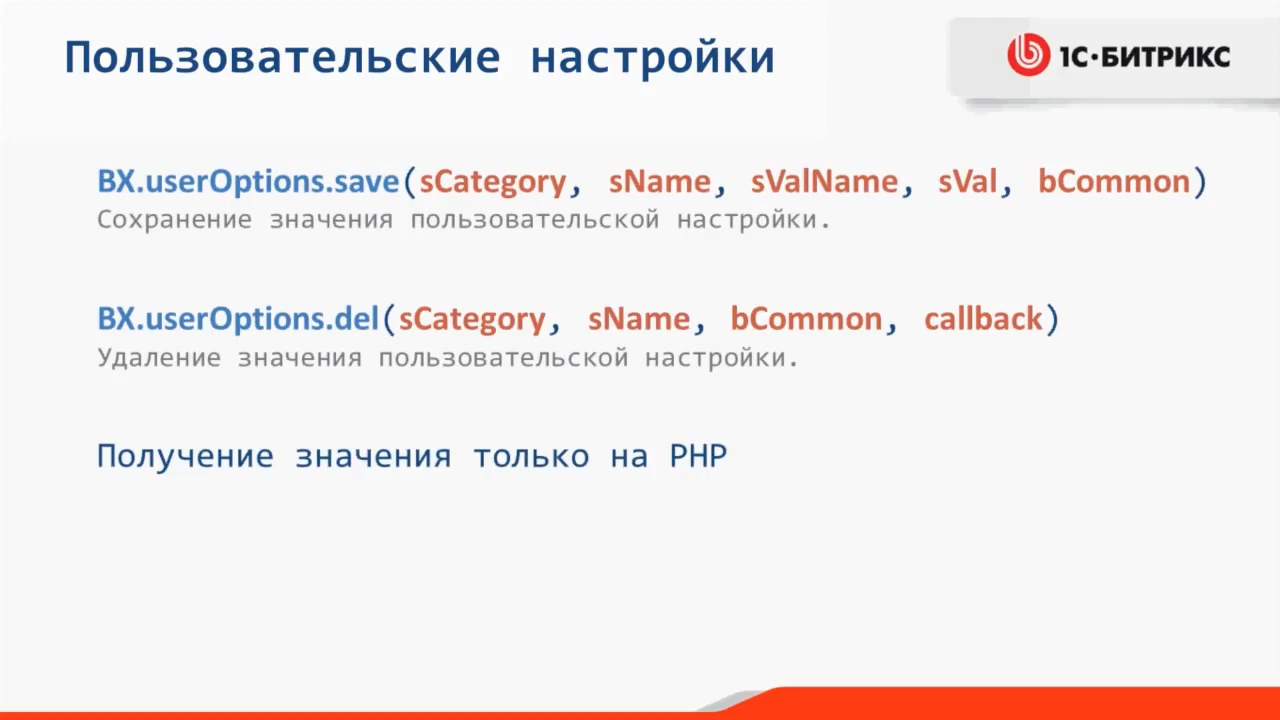 Пользовательские настройки
1С·БИТРИКС
BX.userOptions.save(sCategory, sName, sValName, sVal, bCommon)
Сохранение значения пользовательской настройки.
BX.userOptions.del(sCategory, sName, bCommon, callback)
Удаление значения пользовательской настройки.
Получение значения только на PHP